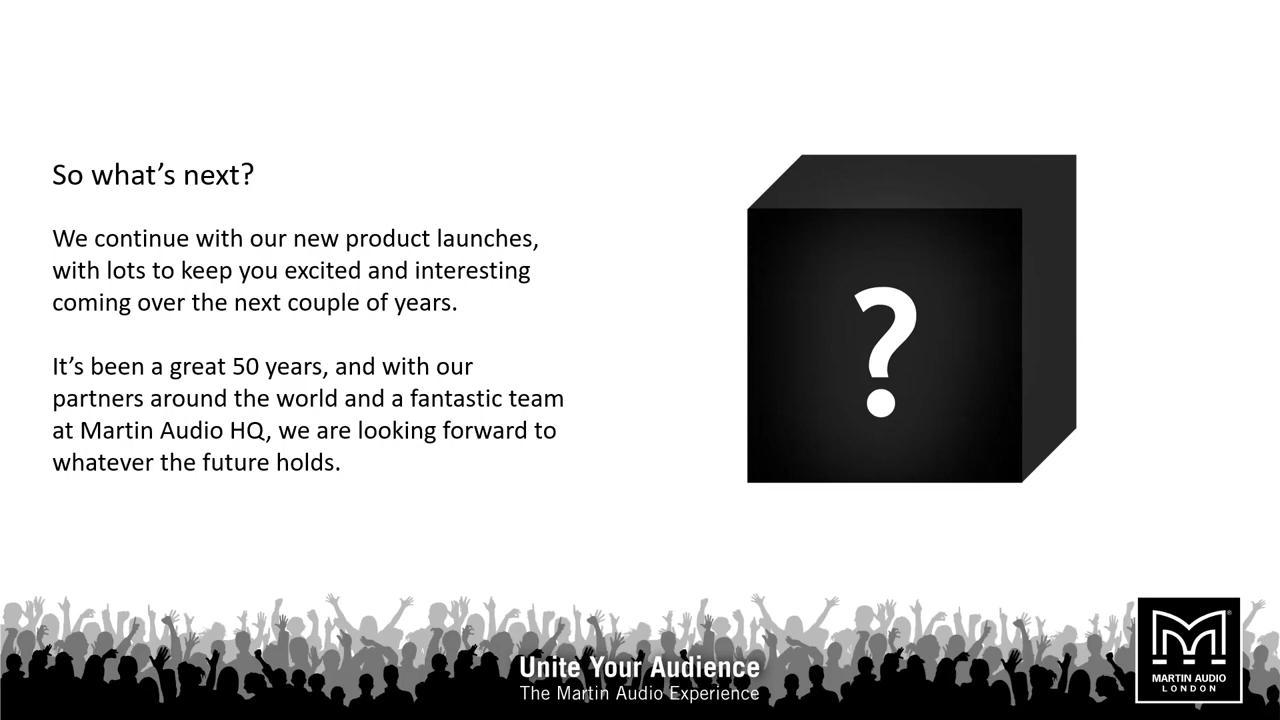 So what’s next?
We continue with our new product launches,
with lots to keep you excited and interesting
coming over the next couple of years.
It’s been a great 50 years, and with our
partners around the world and a fantastic team
at Martin Audio HQ, we are looking forward to
whatever the future holds.
?
Unite Your Audience
The Martin Audio Experience
®
MARTIN AUDIO
LONDON